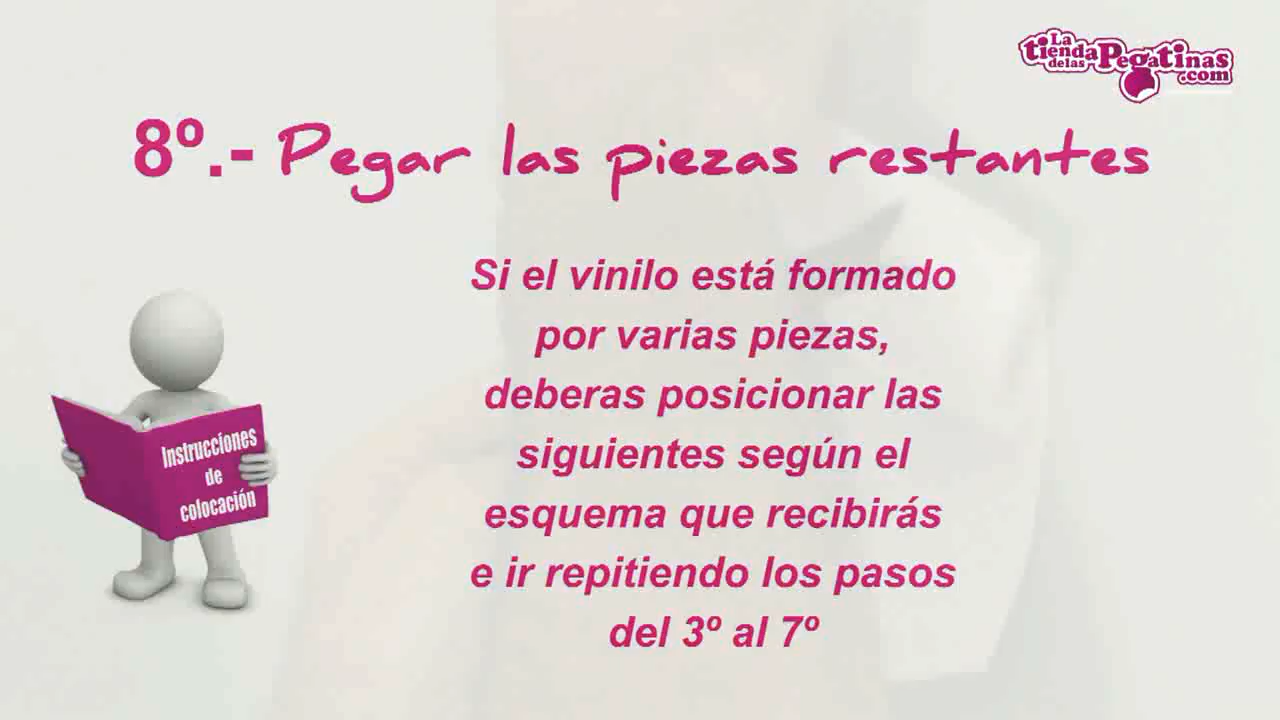 La
tienda
de las
Pegatinas
.com
8º.- Pegar las piezas restantes
Si el vinilo está formado
por varias piezas,
deberas posicionar las
siguientes según el
esquema que recibirás
e ir repitiendo los pasos
del 3º al 7º
Instrucciones
de
colocación